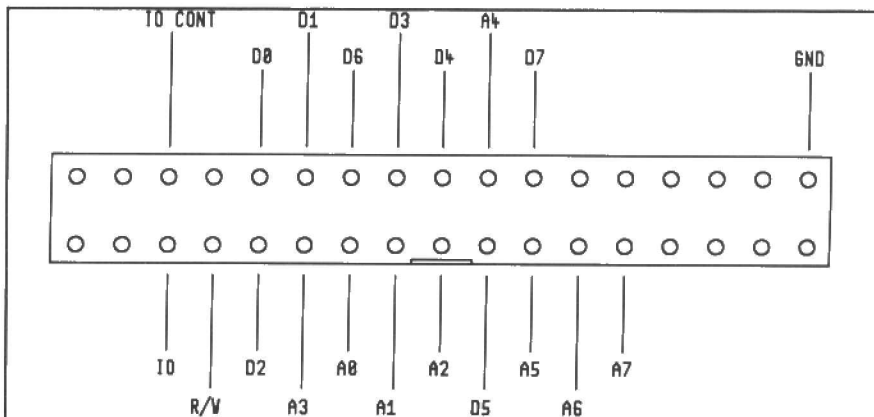 IO CONT D1 D3 A4
D0 D6 D4 D7 GND
IO D2 A0 A2 A5 A7
R/W A3 A1 D5 A6